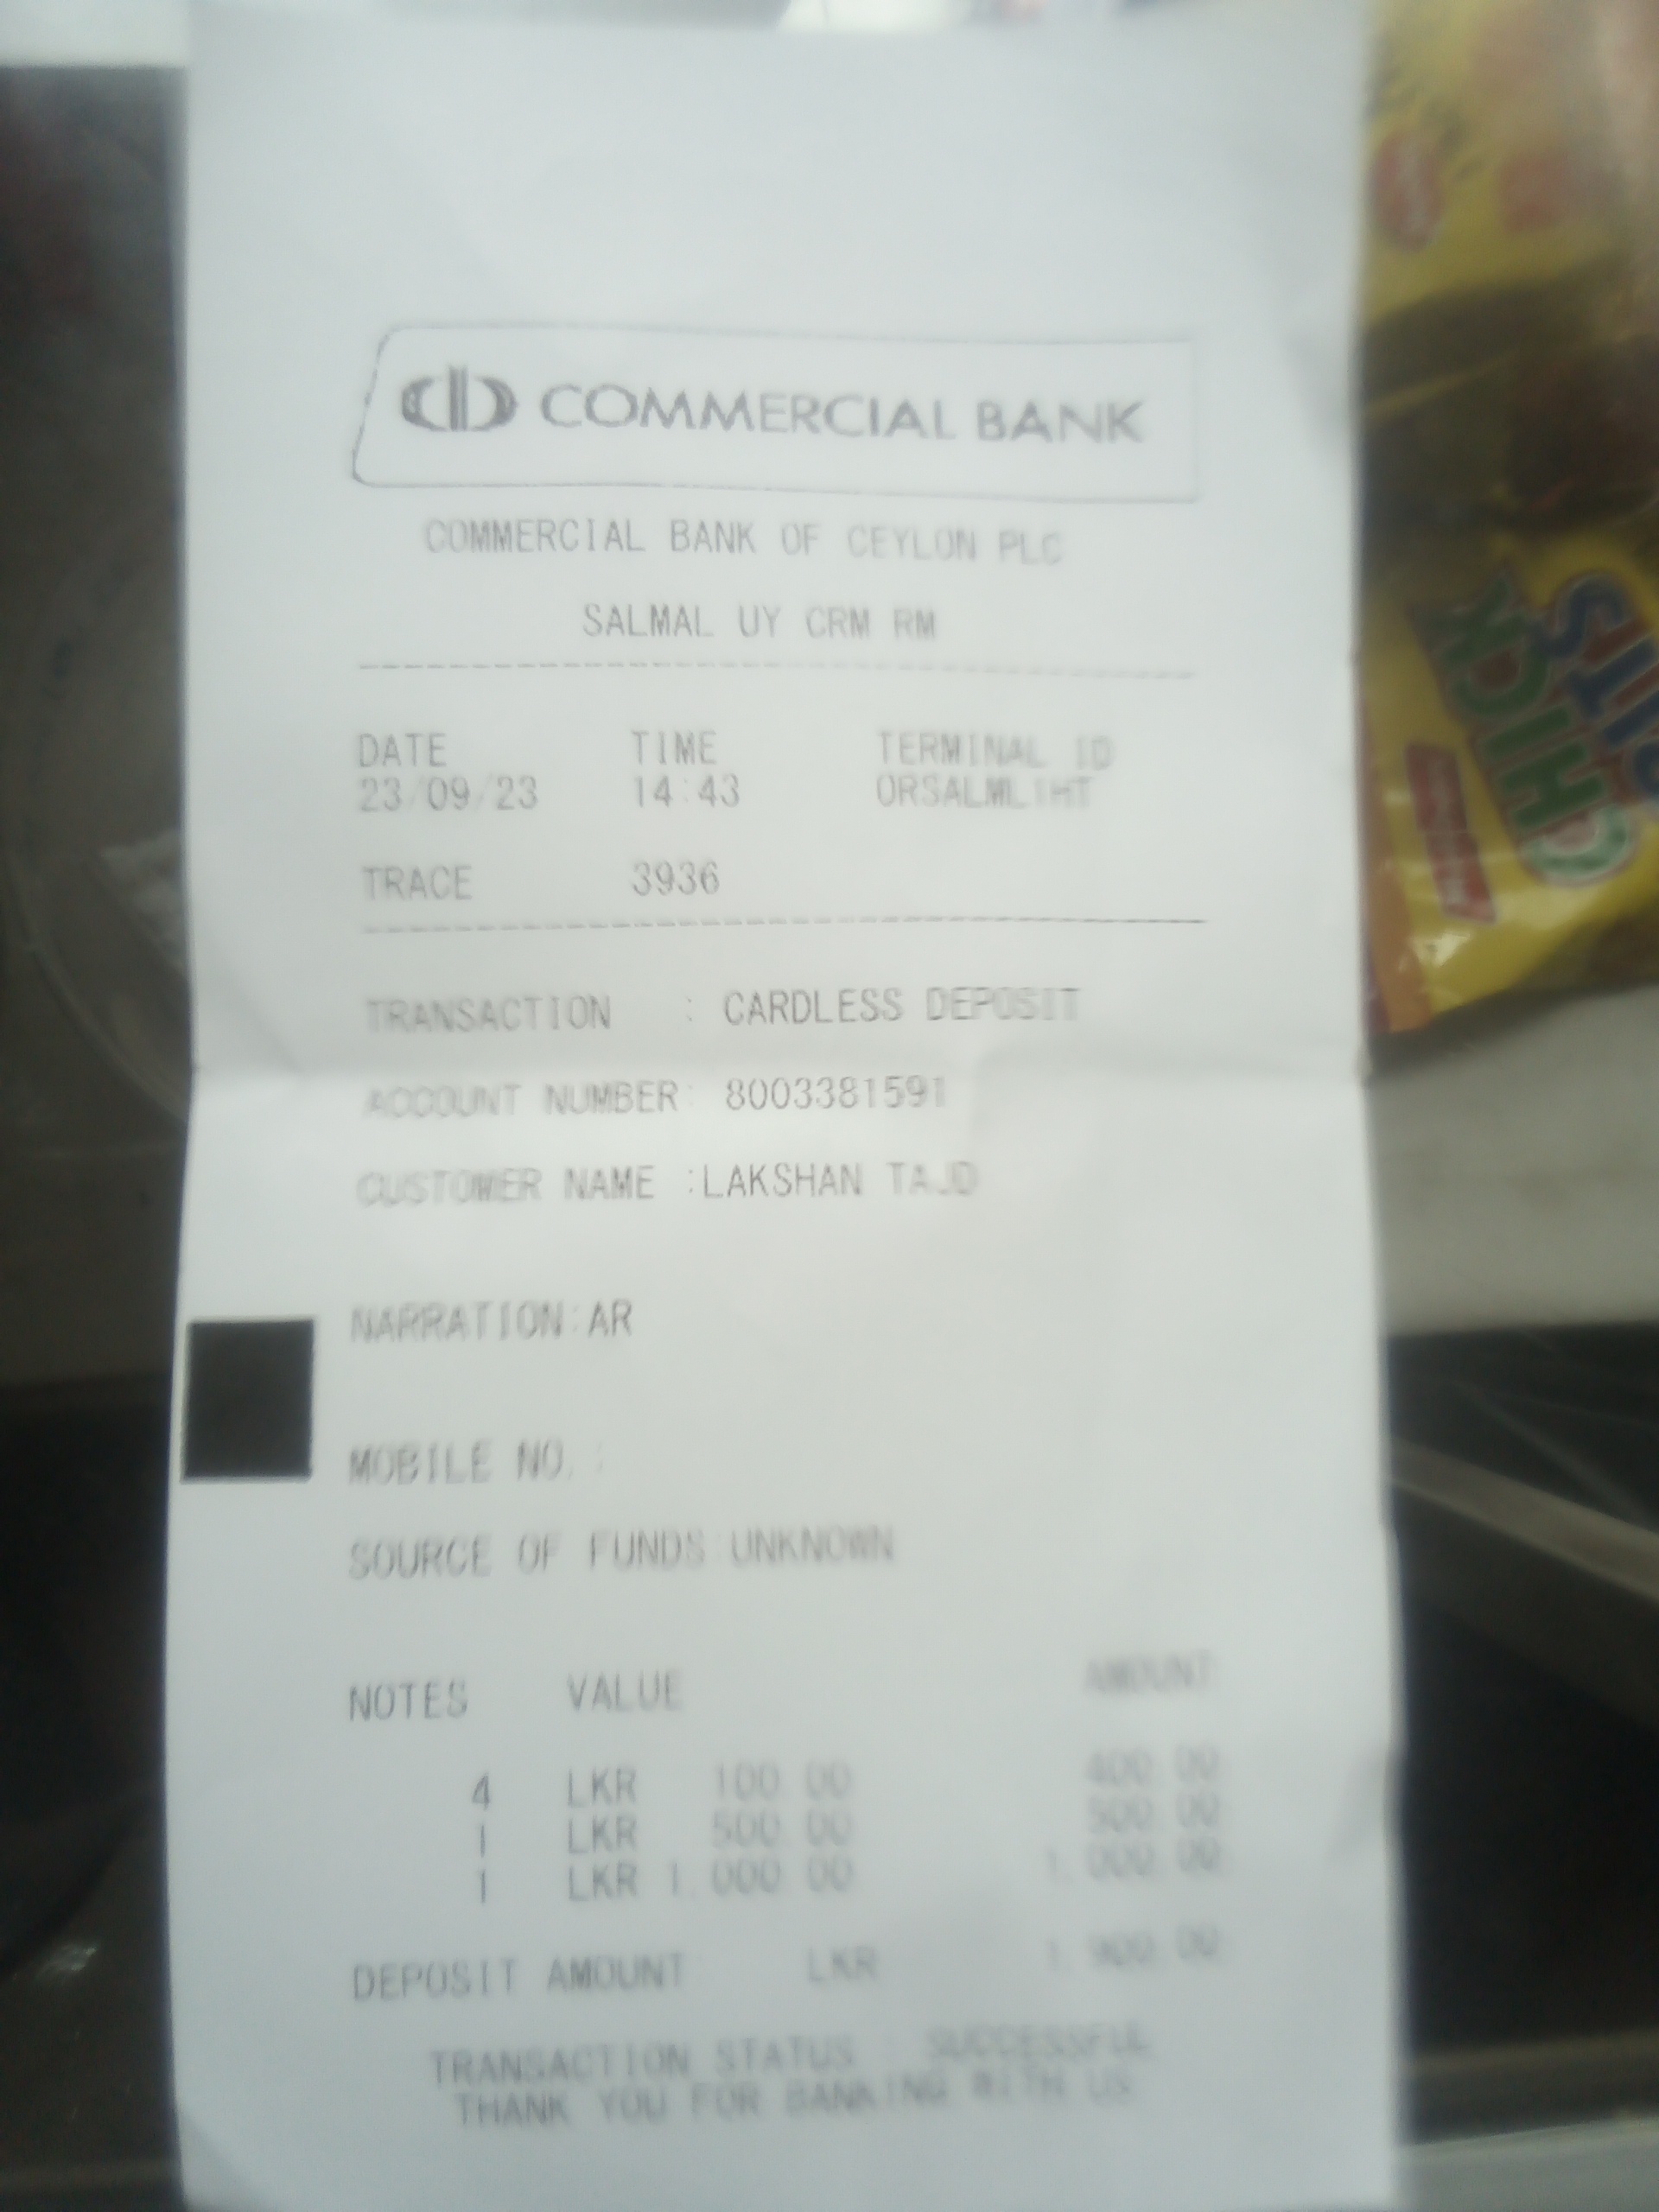 COMMERCIAL BANK
COMMERCIAL BANK OF CEYLON PLC
SALMAL UY CRM RM
DATE TIME TERMINAL ID
23/09/23 14:43 ORSALML1HT
TRACE 3936
TRANSACTION : CARDLESS DEPOSIT
ACCOUNT NUMBER: 8003381591
CUSTOMER NAME :LAKSHAN TAJD
NARRATION:AR
MOBILE NO. :
SOURCE OF FUNDS:UNKNOWN
NOTES VALUE AMOUNT
4 LKR 100.00 400.00
1 LKR 500.00 500.00
1 LKR 1,000.00 1,000.00
DEPOSIT AMOUNT LKR 1,900.00
TRANSACTION STATUS : SUCCESSFUL
THANK YOU FOR BANKING WITH US
CHICK